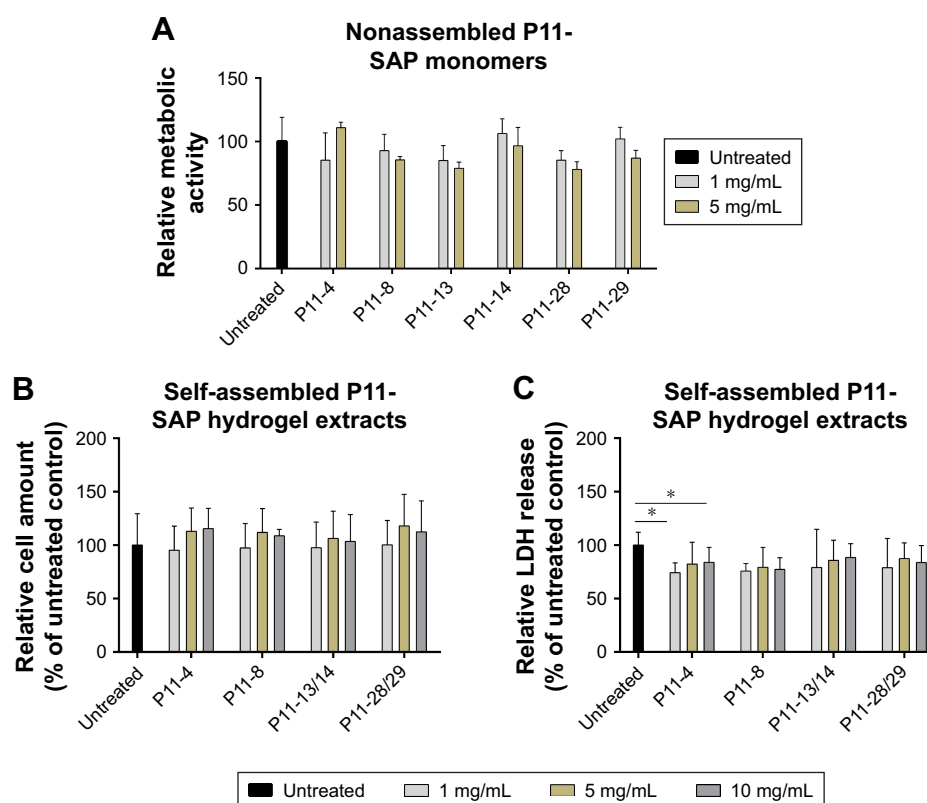 A
Nonassembled P11-
SAP monomers
Relative metabolic
activity
150
100
50
0
Untreated
P11-4
P11-8
P11-13
P11-14
P11-28
P11-29
Untreated
1 mg/mL
5 mg/mL
B
Self-assembled P11-
SAP hydrogel extracts
Relative cell amount
(% of untreated control)
200
150
100
50
0
Untreated
P11-4
P11-8
P11-13/14
P11-28/29
C
Self-assembled P11-
SAP hydrogel extracts
Relative LDH release
(% of untreated control)
200
150
100
50
0
*
*
Untreated
P11-4
P11-8
P11-13/14
P11-28/29
Untreated 1 mg/mL 5 mg/mL 10 mg/mL